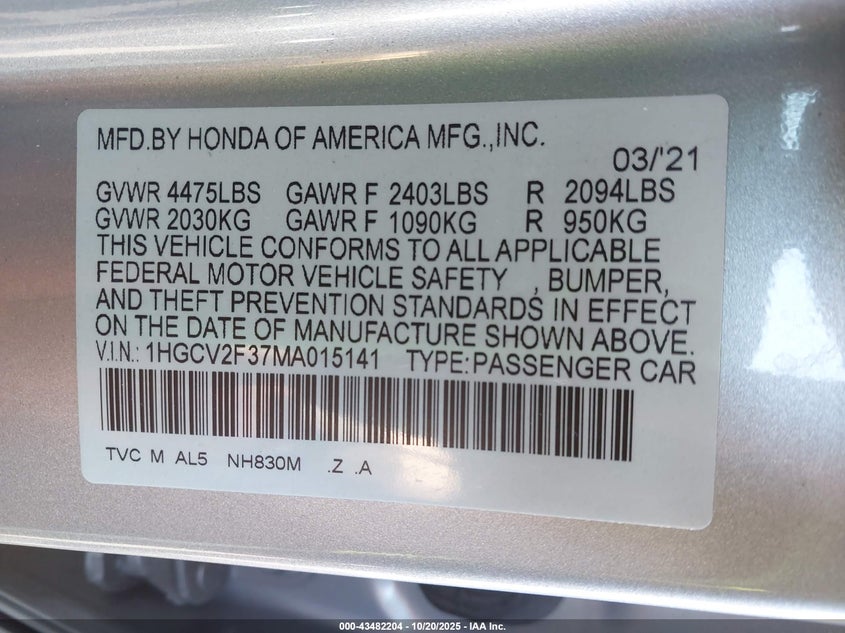 MFD.BY HONDA OF AMERICA MFG.,INC.
03/'21
GVWR 4475LBS GAWR F 2403LBS R 2094LBS
GVWR 2030KG GAWR F 1090KG R 950KG
THIS VEHICLE CONFORMS TO ALL APPLICABLE
FEDERAL MOTOR VEHICLE SAFETY , BUMPER,
AND THEFT PREVENTION STANDARDS IN EFFECT
ON THE DATE OF MANUFACTURE SHOWN ABOVE.
V.I.N.: 1HGCV2F37MA015141 TYPE:PASSENGER CAR
TVC M AL5 NH830M .Z .A
000-43482204 - 10/20/2025 - IAA Inc.